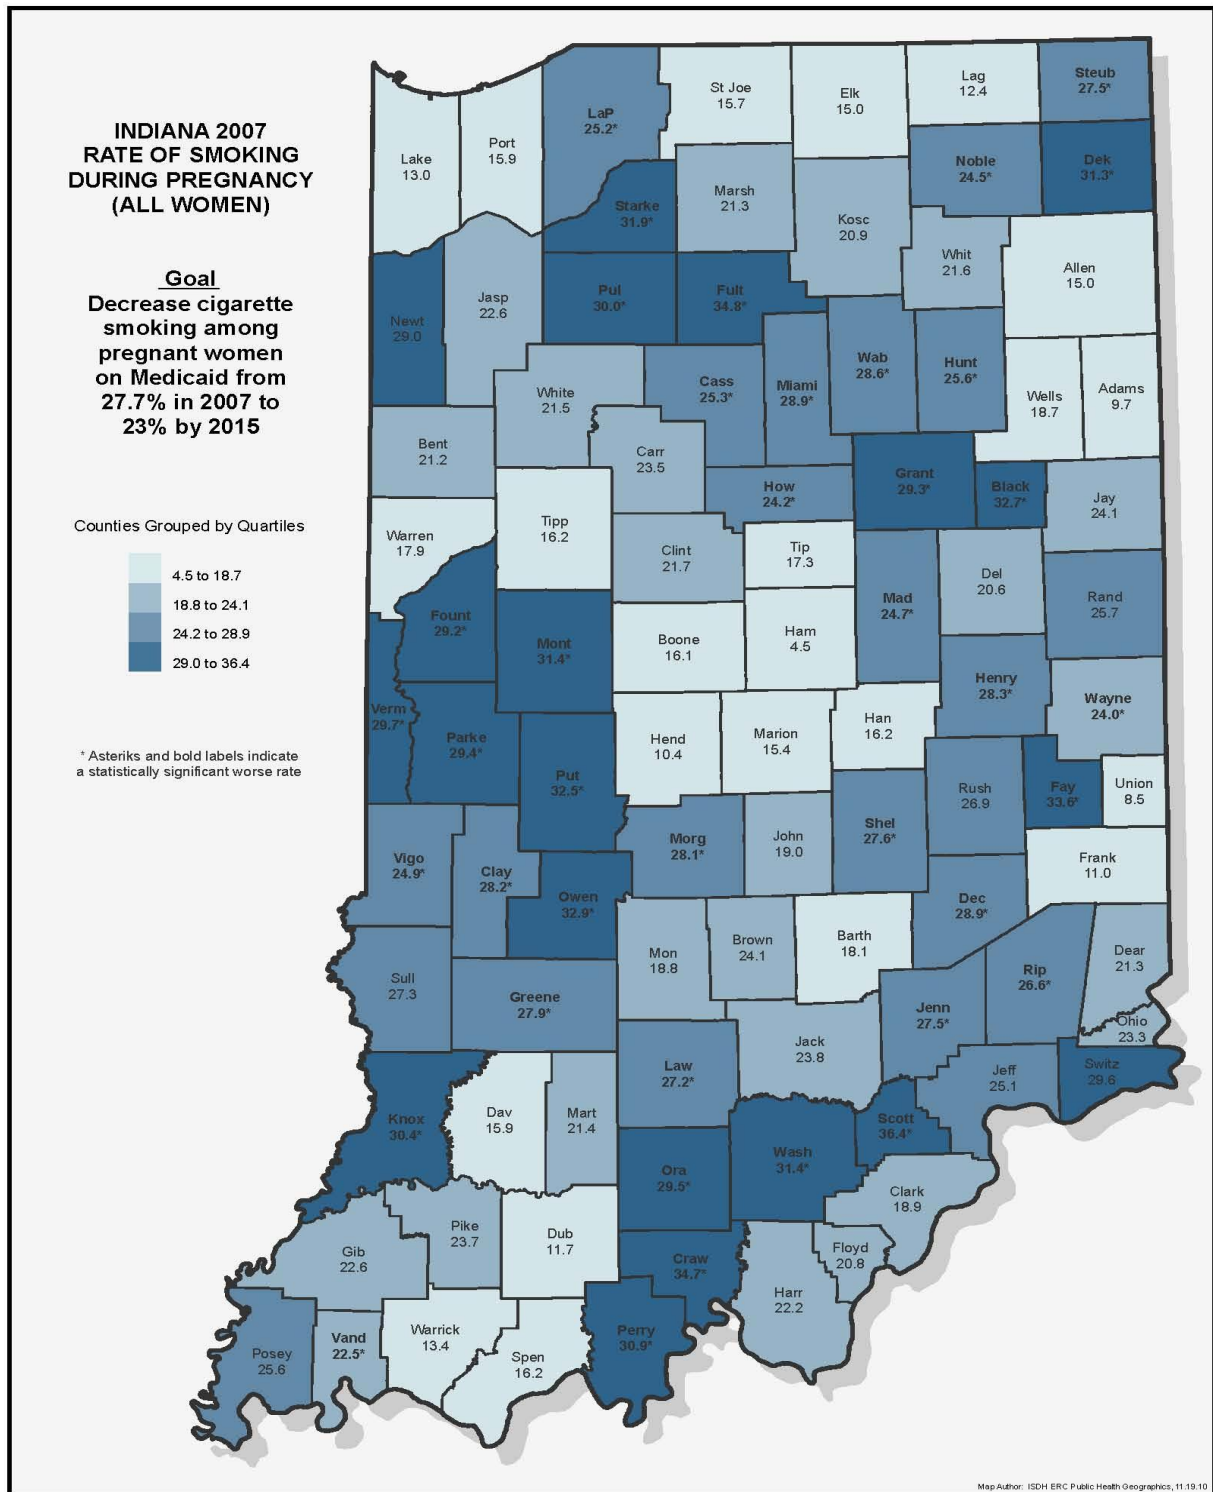 INDIANA 2007
RATE OF SMOKING
DURING PREGNANCY
(ALL WOMEN)
Goal
Decrease cigarette
smoking among
pregnant women
on Medicaid from
27.7% in 2007 to
23% by 2015
Counties Grouped by Quartiles
4.5 to 18.7
18.8 to 24.1
24.2 to 28.9
29.0 to 36.4
* Asteriks and bold labels indicate
a statistically significant worse rate
Lake
13.0
Port
15.9
LaP
25.2*
St Joe
15.7
Elk
15.0
Lag
12.4
Steub
27.5*
Noble
24.5*
Dek
31.3*
Starke
31.9*
Marsh
21.3
Kosc
20.9
Whit
21.6
Allen
15.0
Newt
29.0
Jasp
22.6
Pul
30.0*
Fult
34.8*
Wab
28.6*
Hunt
25.6*
Cass
25.3*
Miami
28.9*
Wells
18.7
Adams
9.7
White
21.5
Bent
21.2
Carr
23.5
Grant
29.3*
Black
32.7*
How
24.2*
Jay
24.1
Warren
17.9
Tipp
16.2
Clint
21.7
Tip
17.3
Mad
24.7*
Del
20.6
Rand
25.7
Fount
29.2*
Mont
31.4*
Boone
16.1
Ham
4.5
Henry
28.3*
Wayne
24.0*
Verm
29.7*
Parke
29.4*
Put
32.5*
Hend
10.4
Marion
15.4
Han
16.2
Rush
26.9
Fay
33.6*
Union
8.5
Vigo
24.9*
Clay
28.2*
Owen
32.9*
Morg
28.1*
John
19.0
Shel
27.6*
Frank
11.0
Dec
28.9*
Sull
27.3
Greene
27.9*
Mon
18.8
Brown
24.1
Barth
18.1
Rip
26.6*
Dear
21.3
Ohio
23.3
Jenn
27.5*
Jack
23.8
Law
27.2*
Jeff
25.1
Switz
29.6
Knox
30.4*
Dav
15.9
Mart
21.4
Ora
29.5*
Wash
31.4*
Scott
36.4*
Clark
18.9
Floyd
20.8
Harr
22.2
Gib
22.6
Pike
23.7
Dub
11.7
Craw
34.7*
Perry
30.9*
Posey
25.6
Vand
22.5*
Warrick
13.4
Spen
16.2
Map Author: ISDH ERC Public Health Geographics, 11.19.10